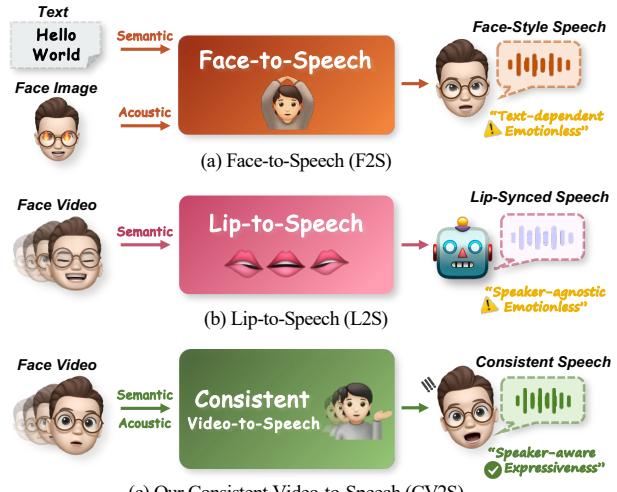 Text
Hello
World
Semantic
Face Image
Acoustic
Face-to-Speech
Face-Style Speech
"Text-dependent
Emotionless"
(a) Face-to-Speech (F2S)
Face Video
Semantic
Lip-to-Speech
Lip-Synced Speech
"Speaker-agnostic
Emotionless"
(b) Lip-to-Speech (L2S)
Face Video
Semantic
Acoustic
Consistent
Video-to-Speech
Consistent Speech
"Speaker-aware
Expressiveness"
(c) Our Consistent Video-to-Speech (CV2S)